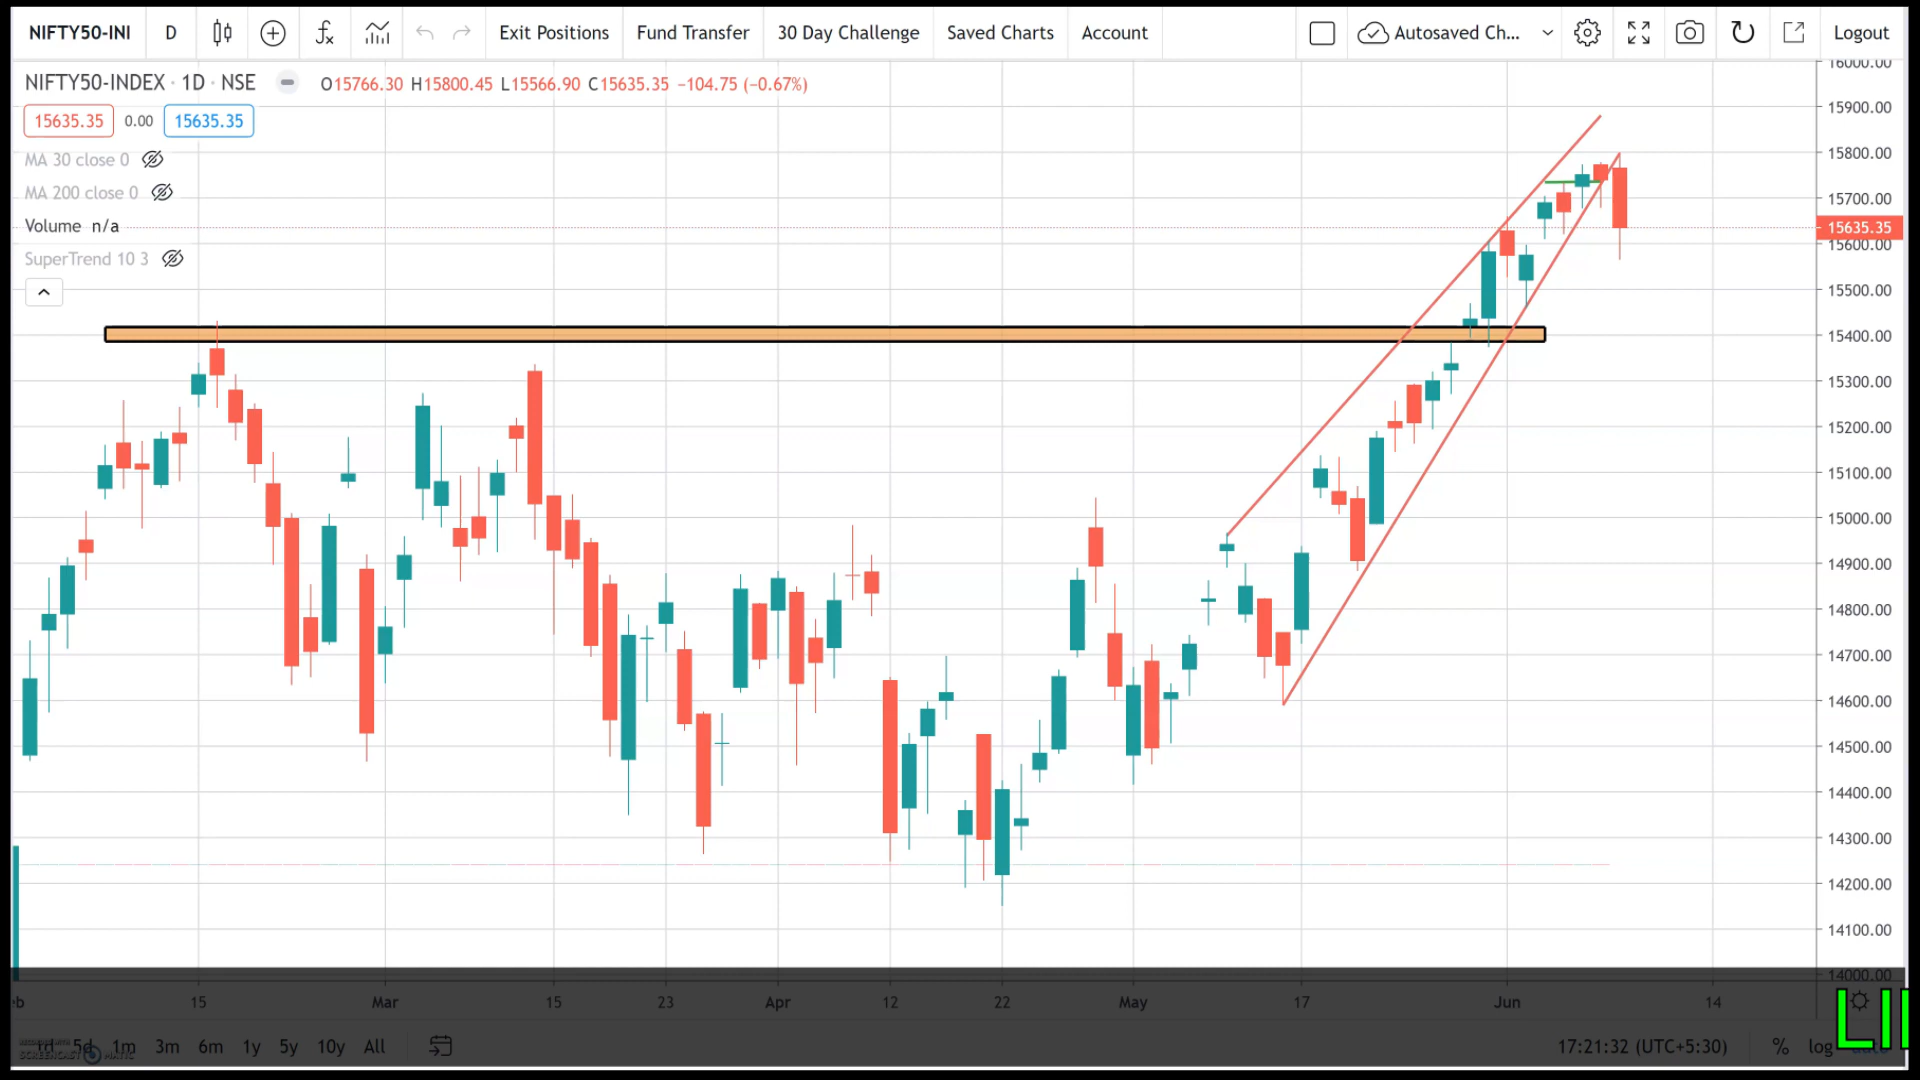 NIFTY50-INI D Exit Positions Fund Transfer 30 Day Challenge Saved Charts Account Autosaved Ch... Logout
NIFTY50-INDEX · 1D · NSE O15766.30 H15800.45 L15566.90 C15635.35 −104.75 (−0.67%)
15635.35 0.00 15635.35
MA 30 close 0
MA 200 close 0
Volume n/a
SuperTrend 10 3
16000.00
15900.00
15800.00
15700.00
15635.35
15600.00
15500.00
15400.00
15300.00
15200.00
15100.00
15000.00
14900.00
14800.00
14700.00
14600.00
14500.00
14400.00
14300.00
14200.00
14100.00
14000.00
15 Mar 15 23 Apr 12 22 May 17 Jun 14
1d 5d 1m 3m 6m 1y 5y 10y All 17:21:32 (UTC+5:30) % log
SCREENCAST MATIC